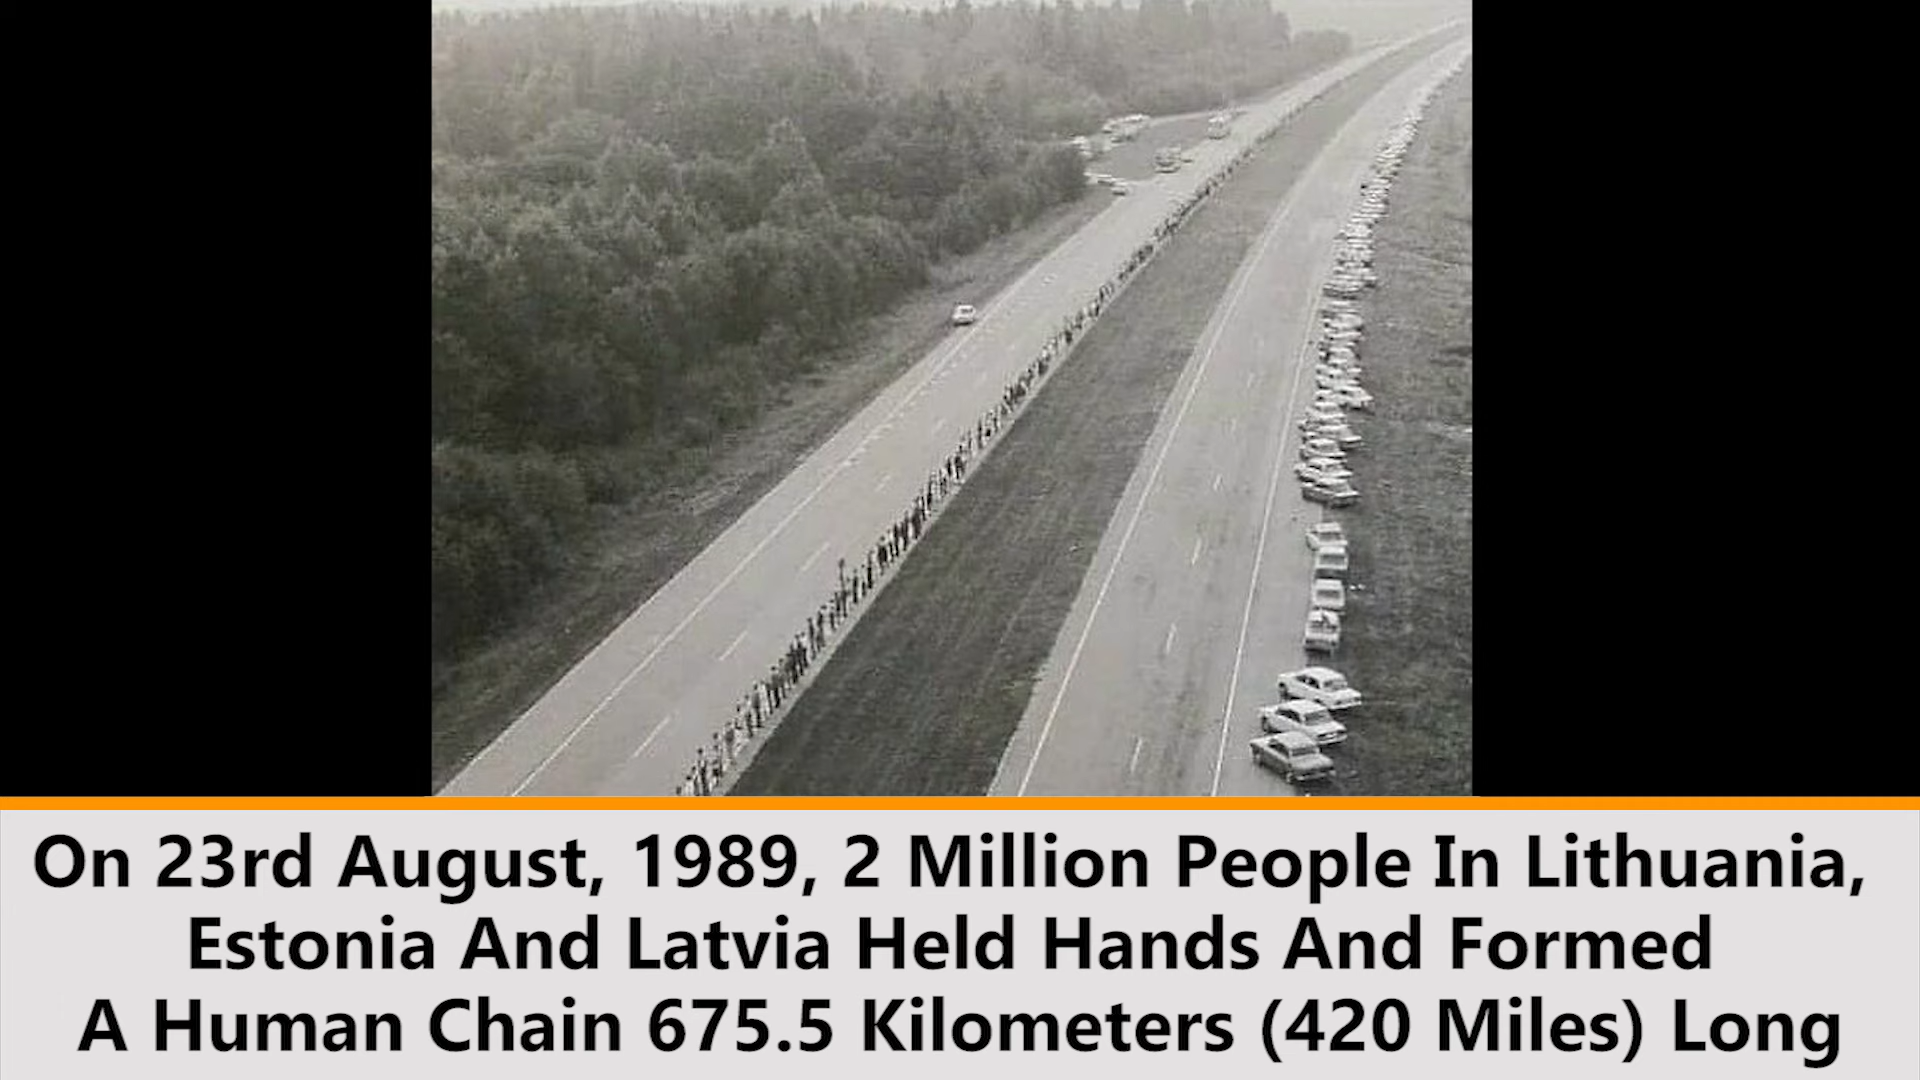 On 23rd August, 1989, 2 Million People In Lithuania,
Estonia And Latvia Held Hands And Formed
A Human Chain 675.5 Kilometers (420 Miles) Long